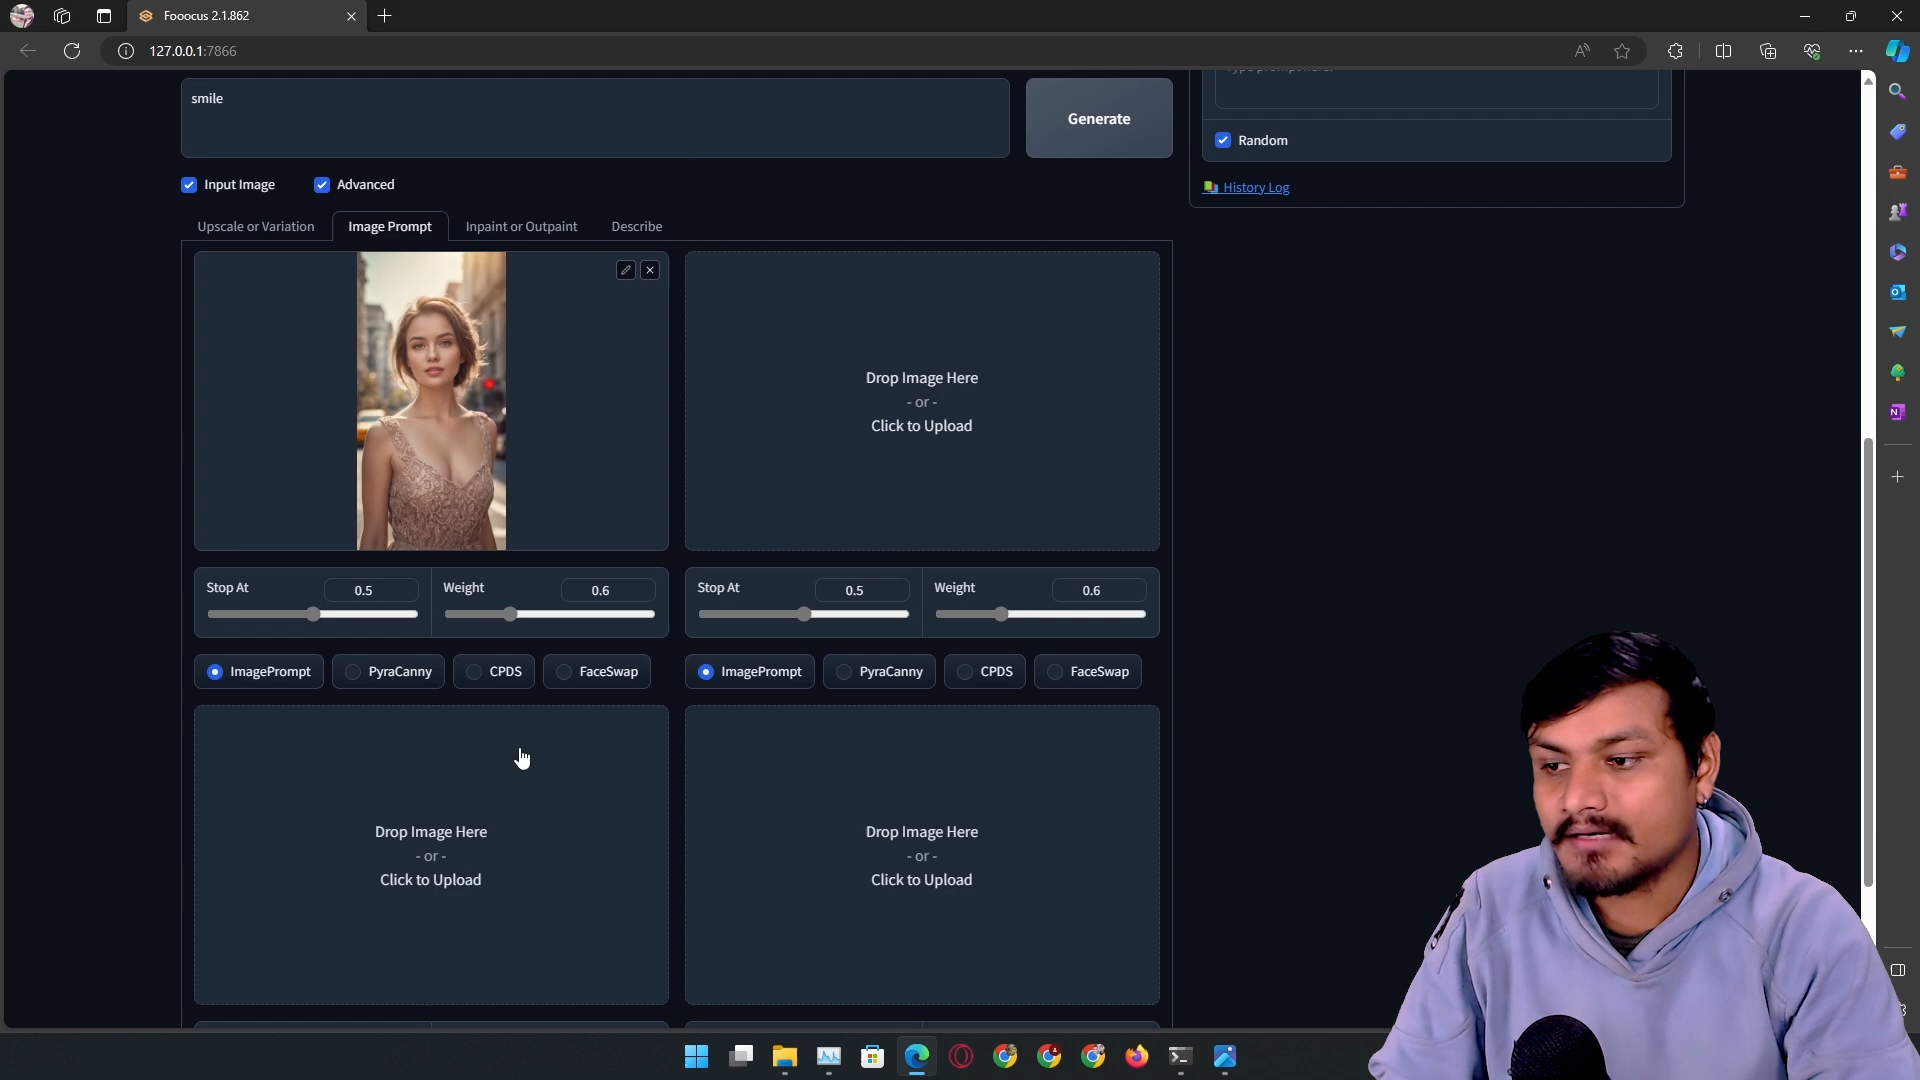 Fooocus 2.1.862
127.0.0.1:7866
smile
Generate
Random
History Log
Input Image
Advanced
Upscale or Variation
Image Prompt
Inpaint or Outpaint
Describe
Drop Image Here
- or -
Click to Upload
Stop At
0.5
Weight
0.6
Stop At
0.5
Weight
0.6
ImagePrompt
PyraCanny
CPDS
FaceSwap
ImagePrompt
PyraCanny
CPDS
FaceSwap
Drop Image Here
- or -
Click to Upload
Drop Image Here
- or -
Click to Upload